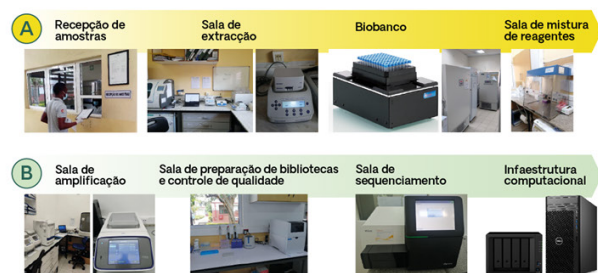 A
Recepção de
amostras
Sala de
extracção
Biobanco
Sala de mistura
de reagentes
B
Sala de
amplificação
Sala de preparação de bibliotecas
e controle de qualidade
Sala de
sequenciamento
Infaestrutura
computacional
DELL